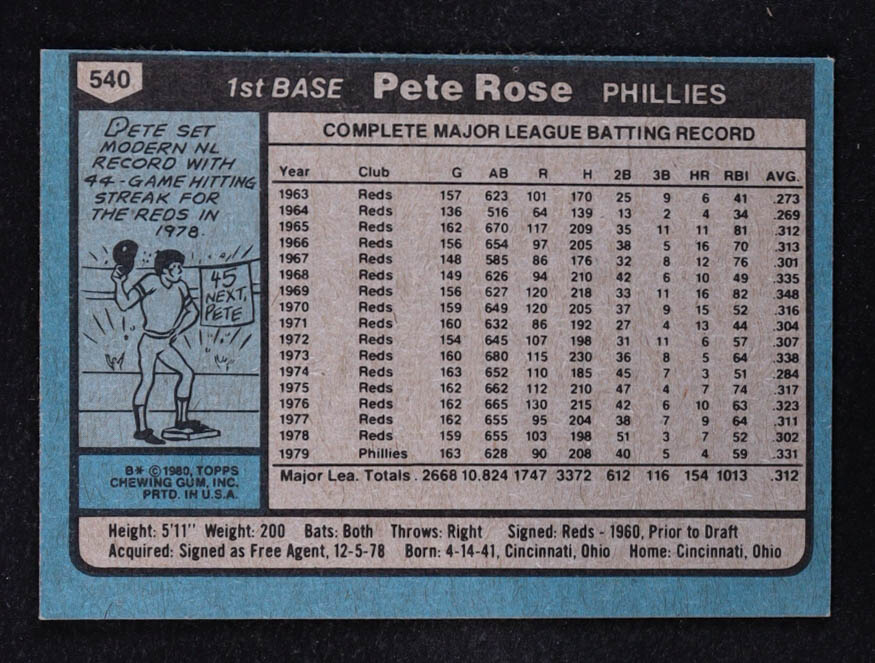 540 1st BASE Pete Rose PHILLIES
PETE SET
MODERN NL
RECORD WITH
44-GAME HITTING
STREAK FOR
THE REDS IN
1978.
45
NEXT,
PETE
B* © 1980, TOPPS
CHEWING GUM, INC.
PRTD. IN U.S.A.
COMPLETE MAJOR LEAGUE BATTING RECORD
Year Club G AB R H 2B 3B HR RBI AVG.
1963 Reds 157 623 101 170 25 9 6 41 .273
1964 Reds 136 516 64 139 13 2 4 34 .269
1965 Reds 162 670 117 209 35 11 11 81 .312
1966 Reds 156 654 97 205 38 5 16 70 .313
1967 Reds 148 585 86 176 32 8 12 76 .301
1968 Reds 149 626 94 210 42 6 10 49 .335
1969 Reds 156 627 120 218 33 11 16 82 .348
1970 Reds 159 649 120 205 37 9 15 52 .316
1971 Reds 160 632 86 192 27 4 13 44 .304
1972 Reds 154 645 107 198 31 11 6 57 .307
1973 Reds 160 680 115 230 36 8 5 64 .338
1974 Reds 163 652 110 185 45 7 3 51 .284
1975 Reds 162 662 112 210 47 4 7 74 .317
1976 Reds 162 665 130 215 42 6 10 63 .323
1977 Reds 162 655 95 204 38 7 9 64 .311
1978 Reds 159 655 103 198 51 3 7 52 .302
1979 Phillies 163 628 90 208 40 5 4 59 .331
Major Lea. Totals . 2668 10.824 1747 3372 612 116 154 1013 .312
Height: 5'11" Weight: 200 Bats: Both Throws: Right Signed: Reds - 1960, Prior to Draft
Acquired: Signed as Free Agent, 12-5-78 Born: 4-14-41, Cincinnati, Ohio Home: Cincinnati, Ohio